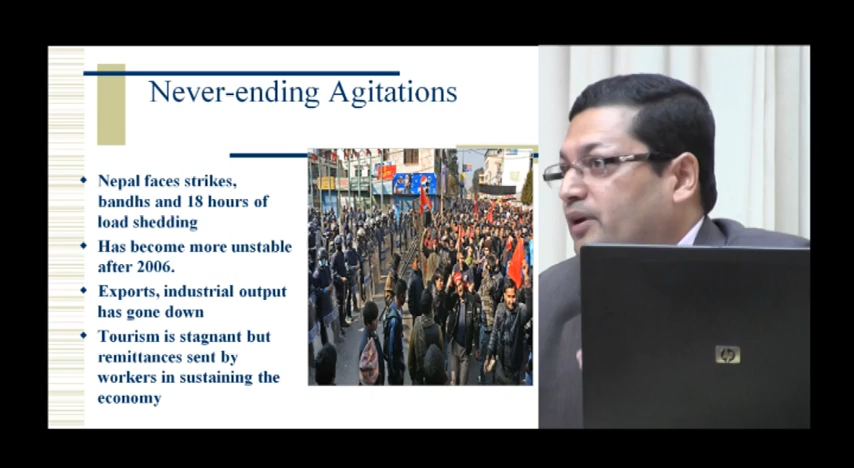 Never-ending Agitations
Nepal faces strikes,
bandhs and 18 hours of
load shedding
Has become more unstable
after 2006.
Exports, industrial output
has gone down
Tourism is stagnant but
remittances sent by
workers in sustaining the
economy
hp